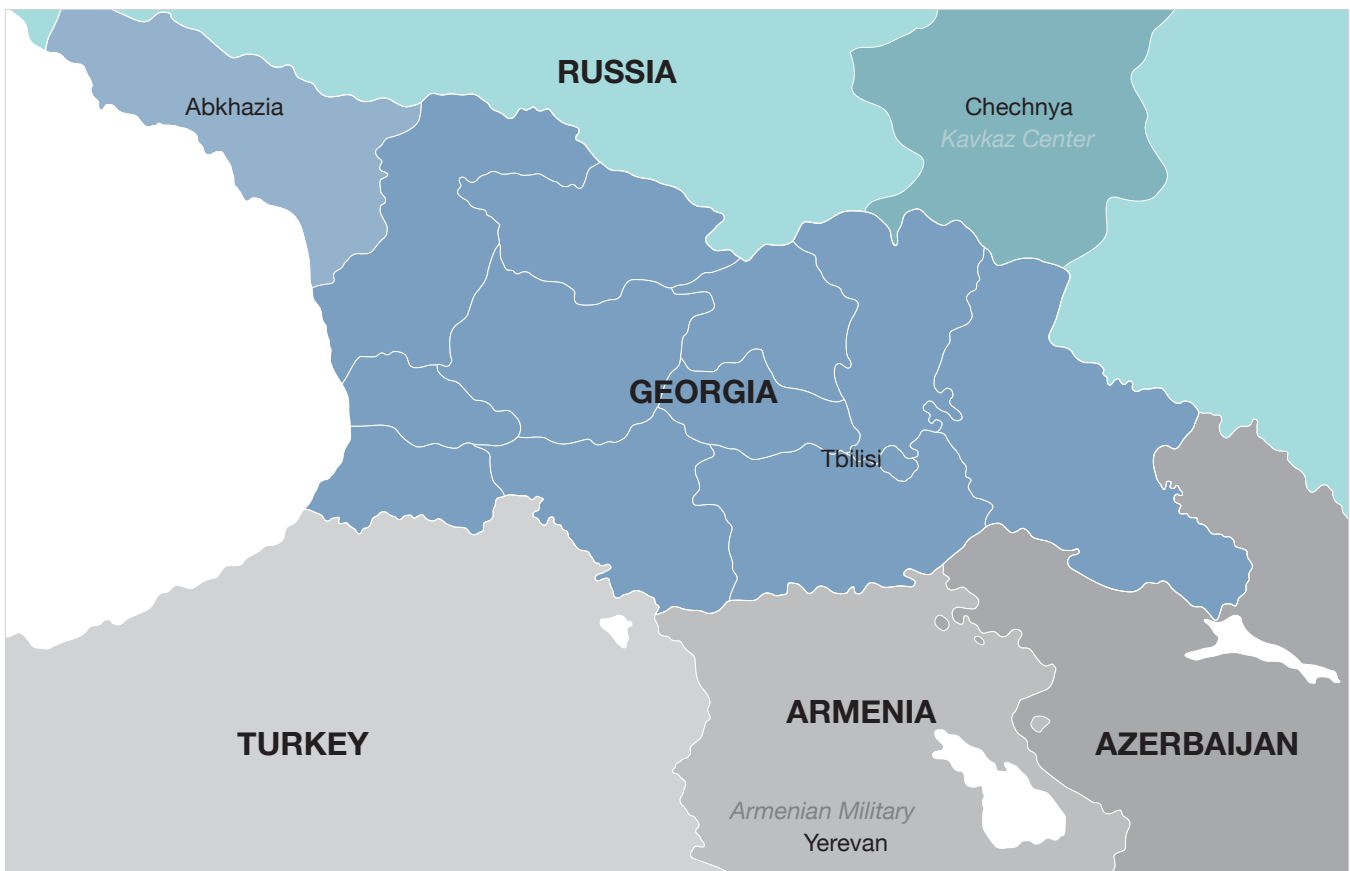 RUSSIA
Abkhazia
Chechnya
Kavkaz Center
GEORGIA
Tbilisi
ARMENIA
TURKEY
AZERBAIJAN
Armenian Military
Yerevan